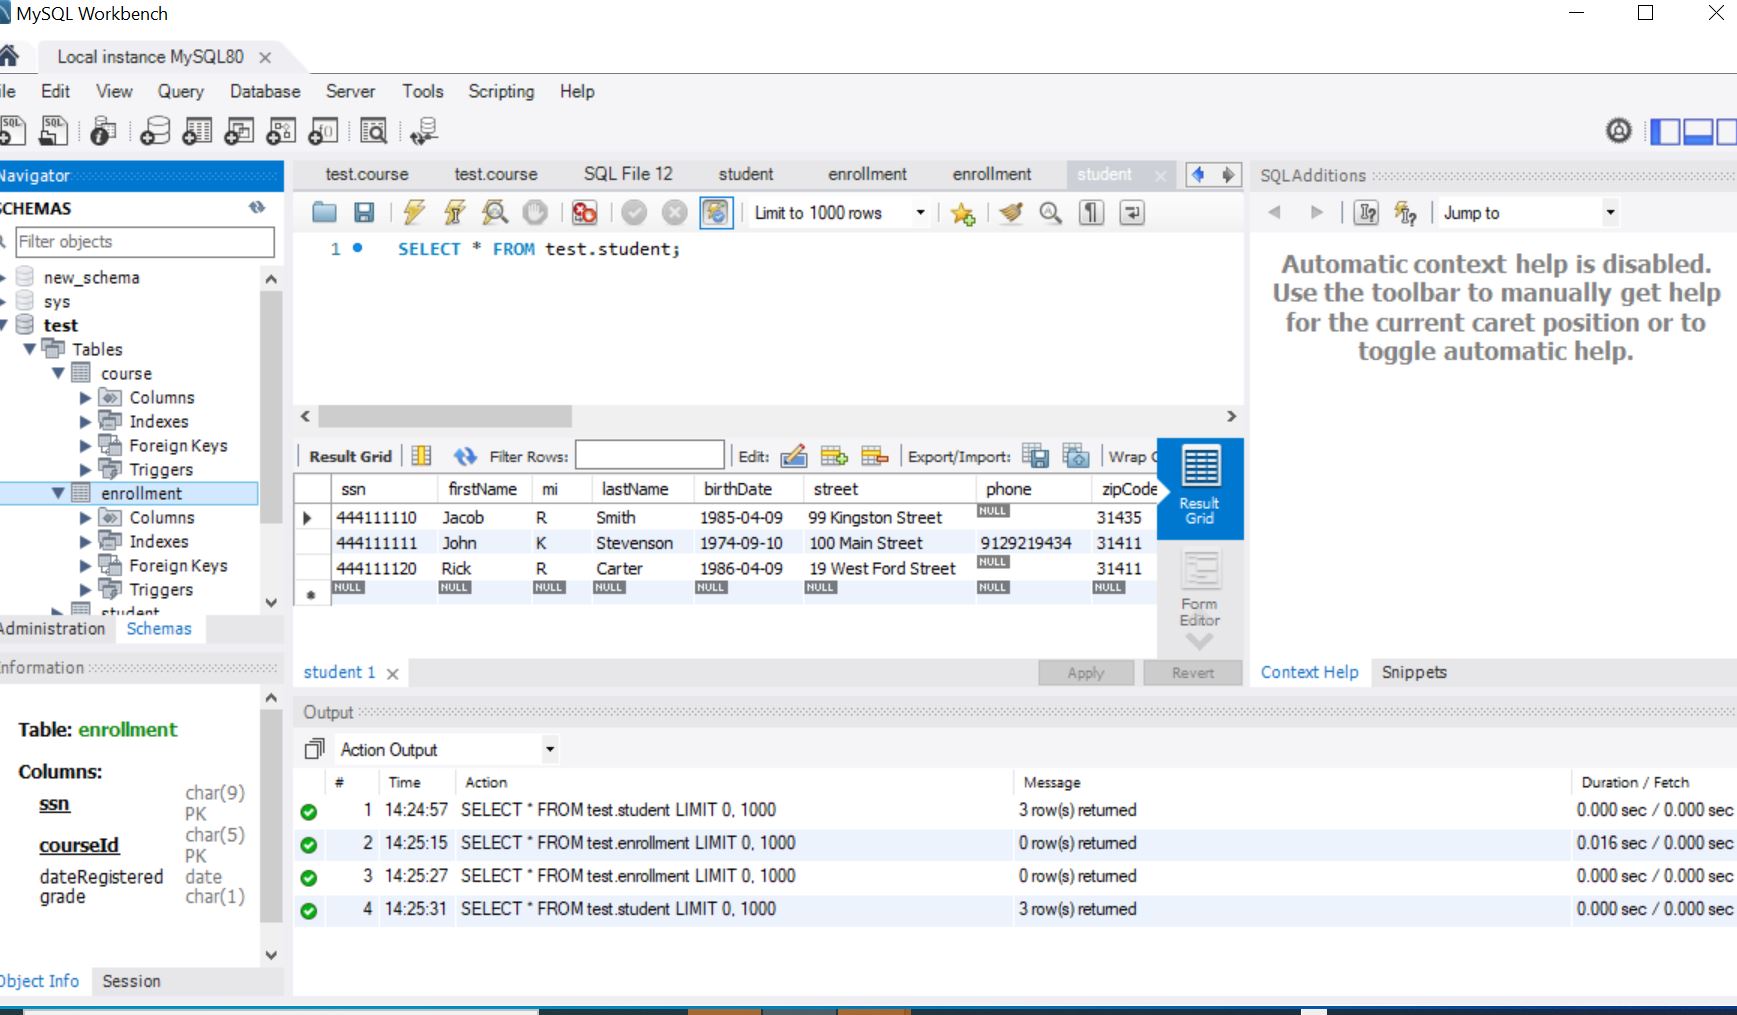 MySQL Workbench
Local instance MySQL80
ile Edit View Query Database Server Tools Scripting Help
Navigator
SCHEMAS
Filter objects
new_schema
sys
test
Tables
course
Columns
Indexes
Foreign Keys
Triggers
enrollment
Columns
Indexes
Foreign Keys
Triggers
student
Administration Schemas
Information
Table: enrollment
Columns:
ssn char(9)
PK
courseId char(5)
PK
dateRegistered date
grade char(1)
Object Info Session
test.course test.course SQL File 12 student enrollment enrollment student
Limit to 1000 rows
1 SELECT * FROM test.student;
Result Grid Filter Rows: Edit: Export/Import: Wrap C
ssn firstName mi lastName birthDate street phone zipCode
444111110 Jacob R Smith 1985-04-09 99 Kingston Street NULL 31435
444111111 John K Stevenson 1974-09-10 100 Main Street 9129219434 31411
444111120 Rick R Carter 1986-04-09 19 West Ford Street NULL 31411
NULL NULL NULL NULL NULL NULL NULL NULL
Result
Grid
Form
Editor
student 1 Apply Revert
SQLAdditions
Jump to
Automatic context help is disabled.
Use the toolbar to manually get help
for the current caret position or to
toggle automatic help.
Context Help Snippets
Output
Action Output
# Time Action Message Duration / Fetch
1 14:24:57 SELECT * FROM test.student LIMIT 0, 1000 3 row(s) returned 0.000 sec / 0.000 sec
2 14:25:15 SELECT * FROM test.enrollment LIMIT 0, 1000 0 row(s) returned 0.016 sec / 0.000 sec
3 14:25:27 SELECT * FROM test.enrollment LIMIT 0, 1000 0 row(s) returned 0.000 sec / 0.000 sec
4 14:25:31 SELECT * FROM test.student LIMIT 0, 1000 3 row(s) returned 0.000 sec / 0.000 sec